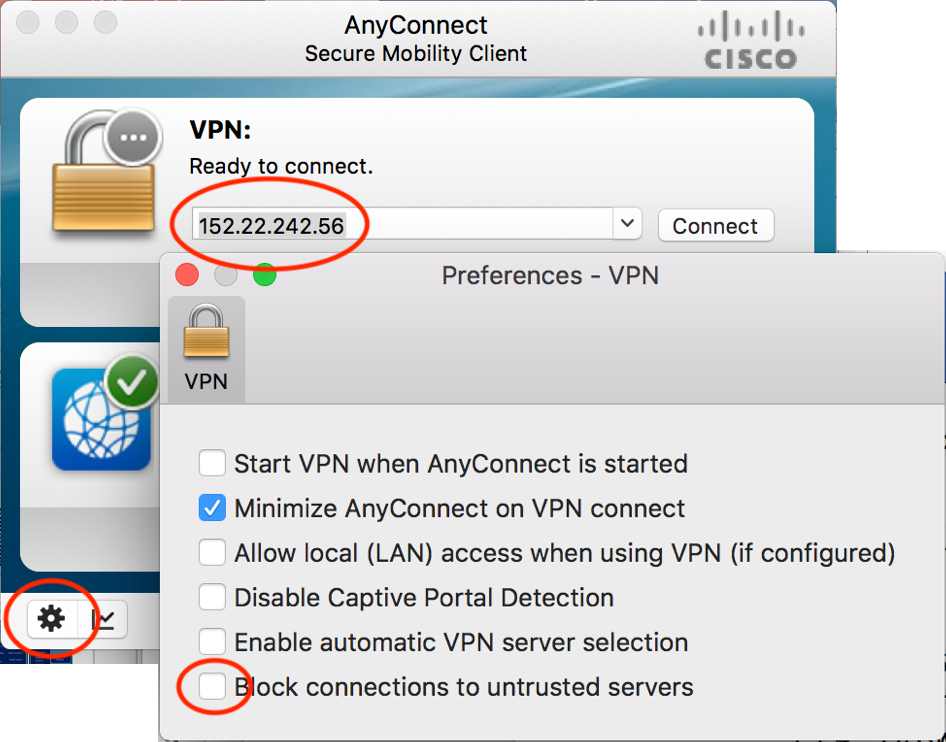 AnyConnect
Secure Mobility Client
CISCO
VPN:
Ready to connect.
152.22.242.56
Connect
Preferences - VPN
VPN
Start VPN when AnyConnect is started
Minimize AnyConnect on VPN connect
Allow local (LAN) access when using VPN (if configured)
Disable Captive Portal Detection
Enable automatic VPN server selection
Block connections to untrusted servers